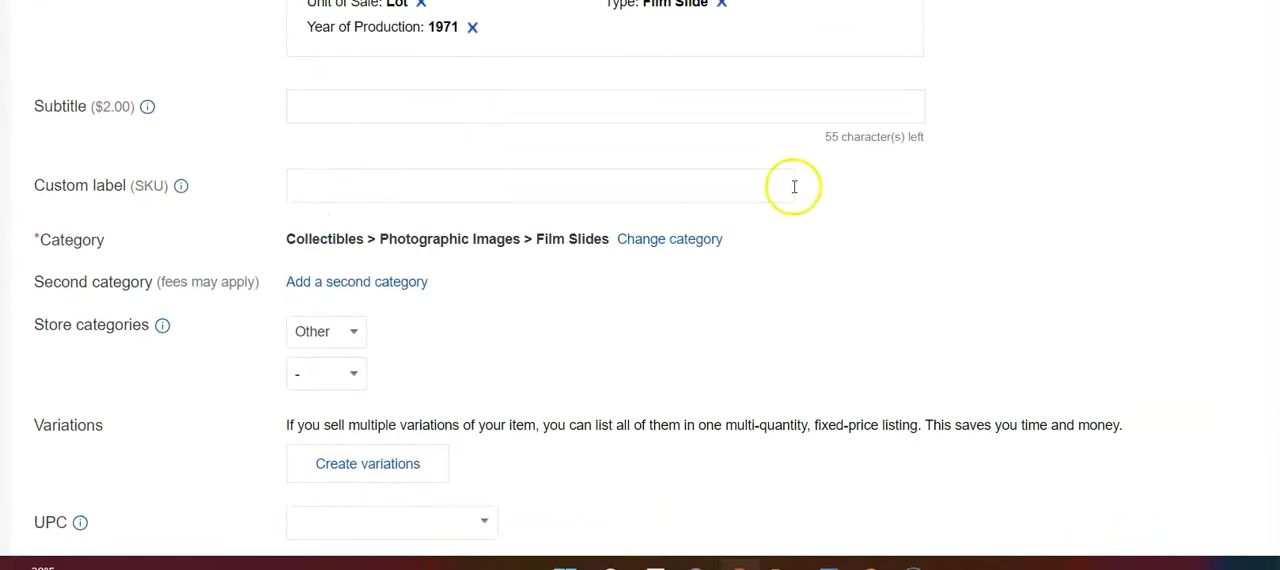 Unit of Sale: Lot
Type: Film Slide
Year of Production: 1971
Subtitle ($2.00)
55 character(s) left
Custom label (SKU)
*Category
Collectibles > Photographic Images > Film Slides Change category
Second category (fees may apply)
Add a second category
Store categories
Other
-
Variations
If you sell multiple variations of your item, you can list all of them in one multi-quantity, fixed-price listing. This saves you time and money.
Create variations
UPC